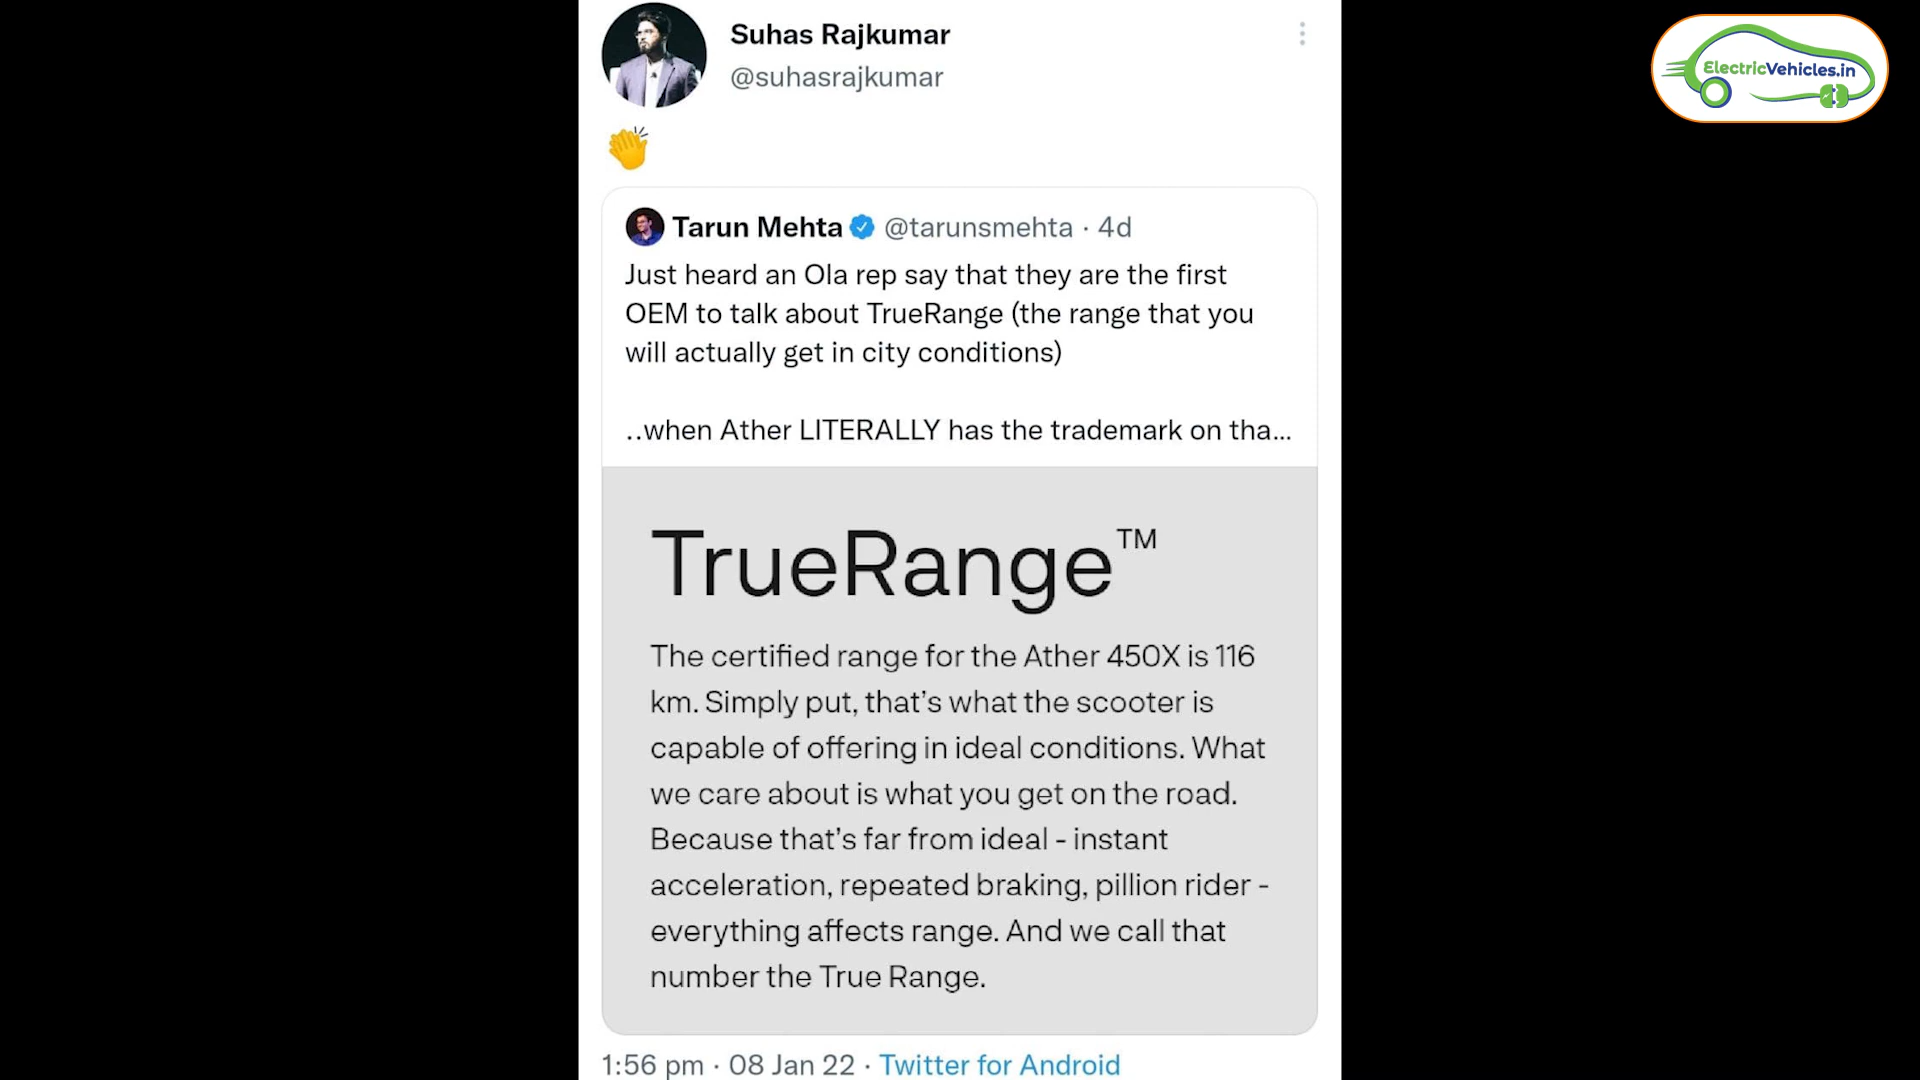 Suhas Rajkumar
@suhasrajkumar
ElectricVehicles.in
Tarun Mehta @tarunsmehta · 4d
Just heard an Ola rep say that they are the first
OEM to talk about TrueRange (the range that you
will actually get in city conditions)
..when Ather LITERALLY has the trademark on tha...
TrueRange™
The certified range for the Ather 450X is 116
km. Simply put, that's what the scooter is
capable of offering in ideal conditions. What
we care about is what you get on the road.
Because that's far from ideal - instant
acceleration, repeated braking, pillion rider -
everything affects range. And we call that
number the True Range.
1:56 pm · 08 Jan 22 · Twitter for Android